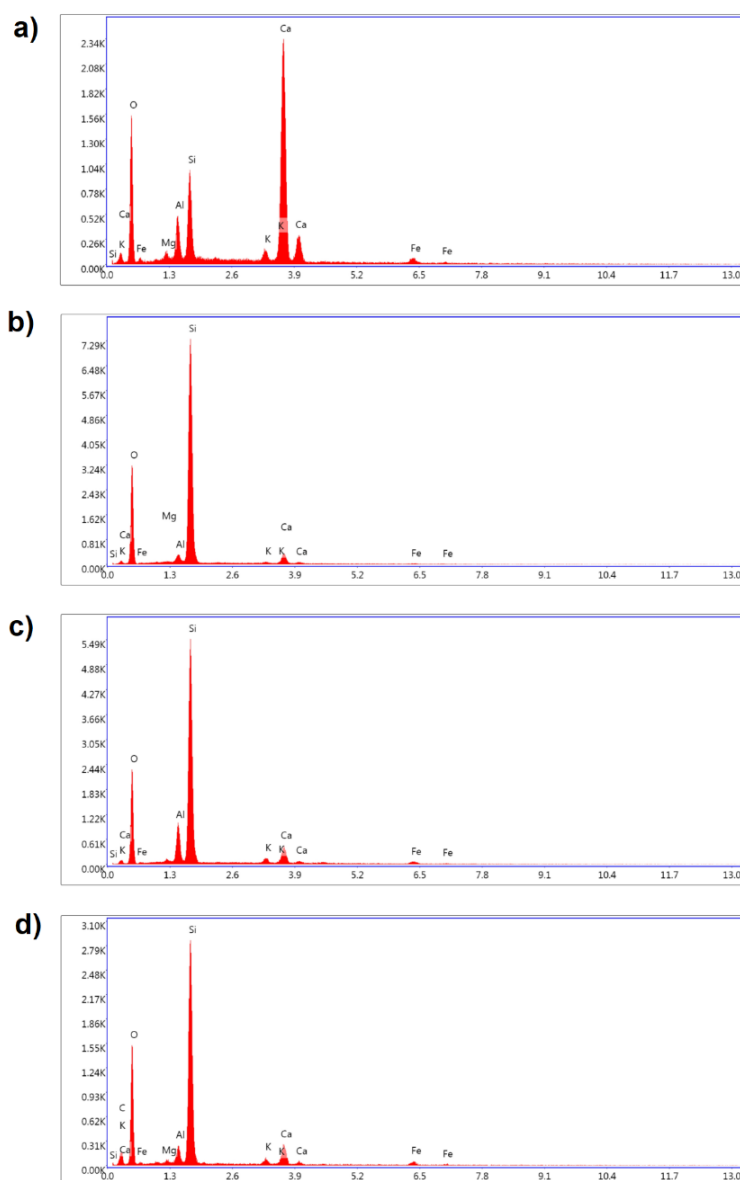 a)
2.34K
2.08K
1.82K
1.56K
1.30K
1.04K
0.78K
0.52K
0.26K
0.00K
Ca
O
Si
Al
Ca
Ca
K
K
Mg
K
Si
Fe
Fe
Fe
0.0 1.3 2.6 3.9 5.2 6.5 7.8 9.1 10.4 11.7 13.0
b)
7.29K
6.48K
5.67K
4.86K
4.05K
3.24K
2.43K
1.62K
0.81K
0.00K
Si
O
Mg
Ca
Ca
Al
Si K Fe K K Ca Fe Fe
0.0 1.3 2.6 3.9 5.2 6.5 7.8 9.1 10.4 11.7 13.0
c)
5.49K
4.88K
4.27K
3.66K
3.05K
2.44K
1.83K
1.22K
0.61K
0.00K
Si
O
Al
Ca Ca
K K K
Si Fe Ca Fe Fe
0.0 1.3 2.6 3.9 5.2 6.5 7.8 9.1 10.4 11.7 13.0
d)
3.10K
2.79K
2.48K
2.17K
1.86K
1.55K
1.24K
0.93K
0.62K
0.31K
0.00K
Si
O
C
K
Al Ca
K
Si Ca Fe Mg K Ca Fe Fe
0.0 1.3 2.6 3.9 5.2 6.5 7.8 9.1 10.4 11.7 13.0